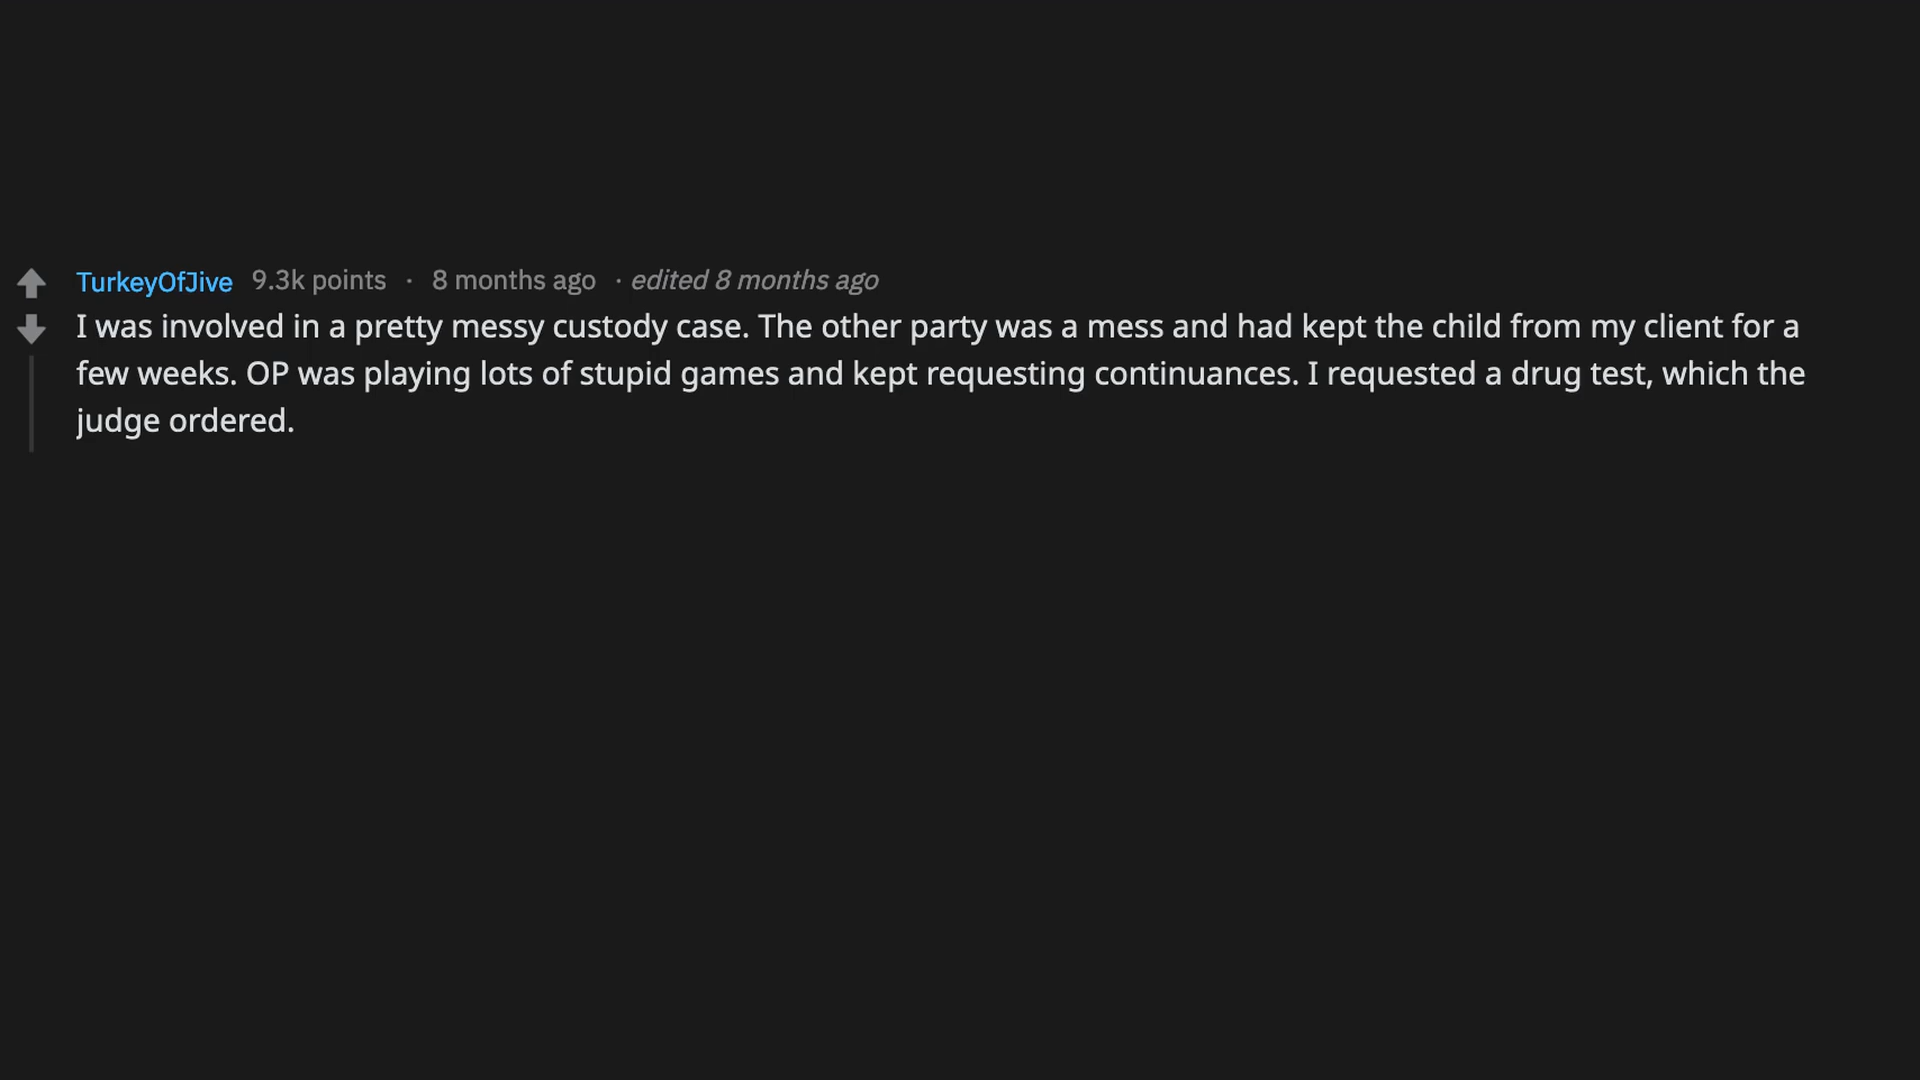 TurkeyOfJive 9.3k points · 8 months ago · edited 8 months ago
I was involved in a pretty messy custody case. The other party was a mess and had kept the child from my client for a
few weeks. OP was playing lots of stupid games and kept requesting continuances. I requested a drug test, which the
judge ordered.